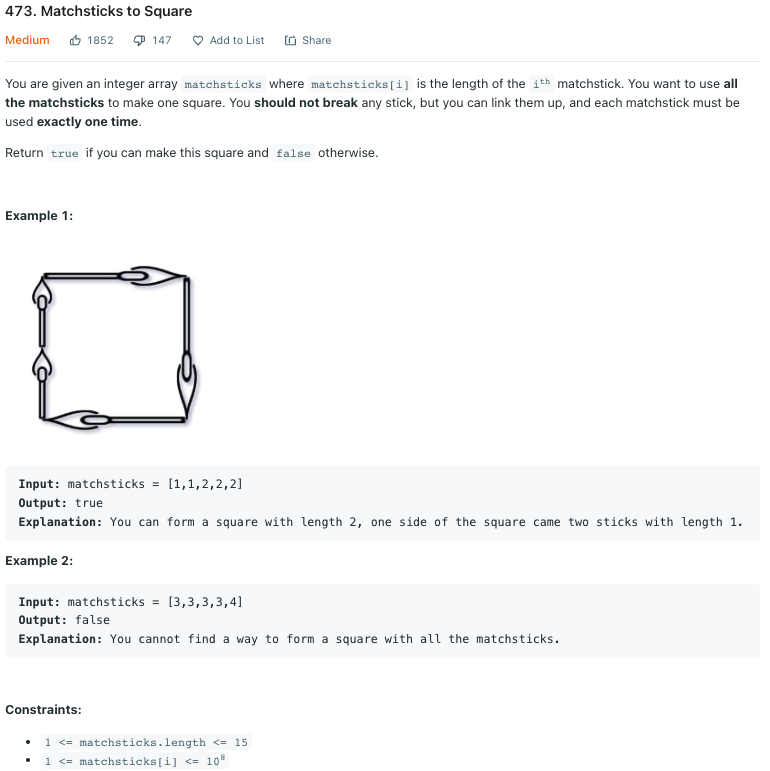 473. Matchsticks to Square
Medium 1852 147 Add to List Share
You are given an integer array matchsticks where matchsticks[i] is the length of the ith matchstick. You want to use all
the matchsticks to make one square. You should not break any stick, but you can link them up, and each matchstick must be
used exactly one time.
Return true if you can make this square and false otherwise.
Example 1:
Input: matchsticks = [1,1,2,2,2]
Output: true
Explanation: You can form a square with length 2, one side of the square came two sticks with length 1.
Example 2:
Input: matchsticks = [3,3,3,3,4]
Output: false
Explanation: You cannot find a way to form a square with all the matchsticks.
Constraints:
• 1 <= matchsticks.length <= 15
• 1 <= matchsticks[i] <= 10⁸